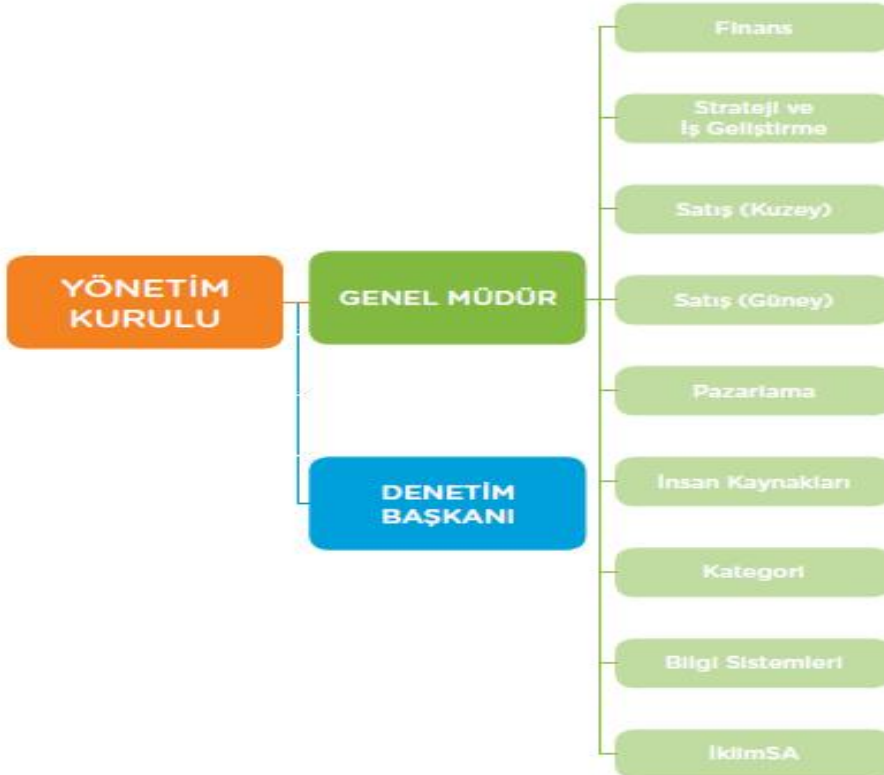 YÖNETİM
KURULU
GENEL MÜDÜR
DENETİM
BAŞKANI
Finans
Strateji ve
İş Geliştirme
Satış (Kuzey)
Satış (Güney)
Pazarlama
İnsan Kaynakları
Kategori
Bilgi Sistemleri
İklimSA